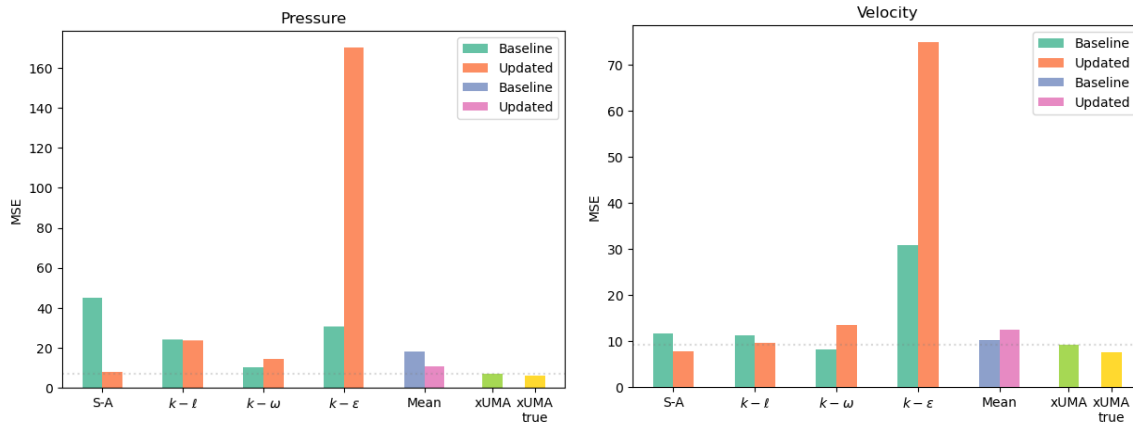 Pressure
MSE
160
140
120
100
80
60
40
20
0
Baseline
Updated
Baseline
Updated
S-A
k − ℓ
k − ω
k − ε
Mean
xUMA
xUMA
true
Velocity
MSE
70
60
50
40
30
20
10
0
Baseline
Updated
Baseline
Updated
S-A
k − ℓ
k − ω
k − ε
Mean
xUMA
xUMA
true